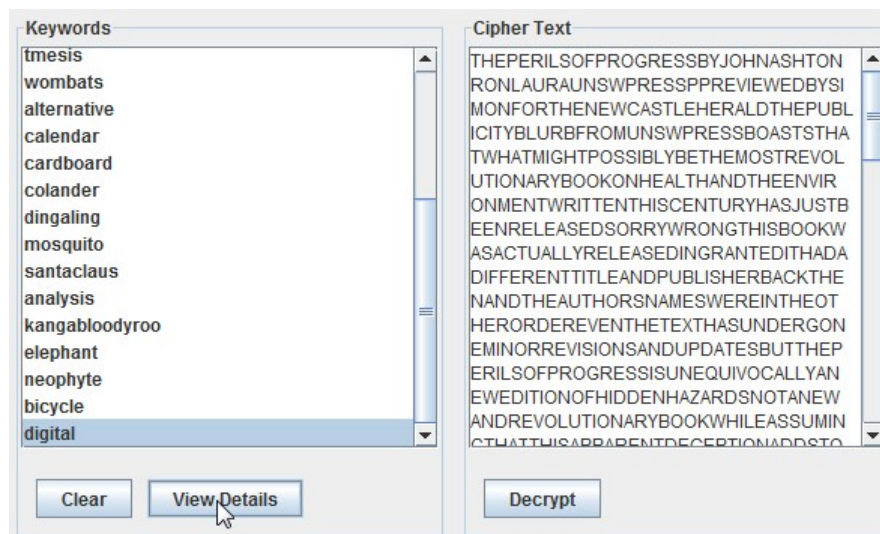 Keywords
tmesis
wombats
alternative
calendar
cardboard
colander
dingaling
mosquito
santaclaus
analysis
kangabloodyroo
elephant
neophyte
bicycle
digital
Clear
View Details
Cipher Text
THEPERILSOFPROGRESSBYJOHNASHTON
RONLAURAUNSWPRESSPPREVIEWEDBYSI
MONFORTHENEWCASTLEHERALDTHEPUBL
ICITYBLURBFROMUNSWPRESSBOASTSTHA
TWHATMIGHTPOSSIBLYBETHEMOSTREVOL
UTIONARYBOOKONHEALTHANDTHEENVIR
ONMENTWRITTENTHISCENTURYHASJUSTB
EENRELEASEDSORRYWRONGTHISBOOKW
ASACTUALLYRELEASEDINGRANTEDITHADA
DIFFERENTTITLEANDPUBLISHERBACKTHE
NANDTHEAUTHORSNAMESWEREINTHEOT
HERORDEREVENTHETEXTHASUNDERGON
EMINORREVISIONSANDUPDATESBUTTHEP
ERILSOFPROGRESSISUNEQUIVOCALLYAN
EWEDITIONOFHIDDENHAZARDSNOTANEW
ANDREVOLUTIONARYBOOKWHILEASSUMIN
GTHATTHISAPPARENTDECEPTIONADDSTO
Decrypt